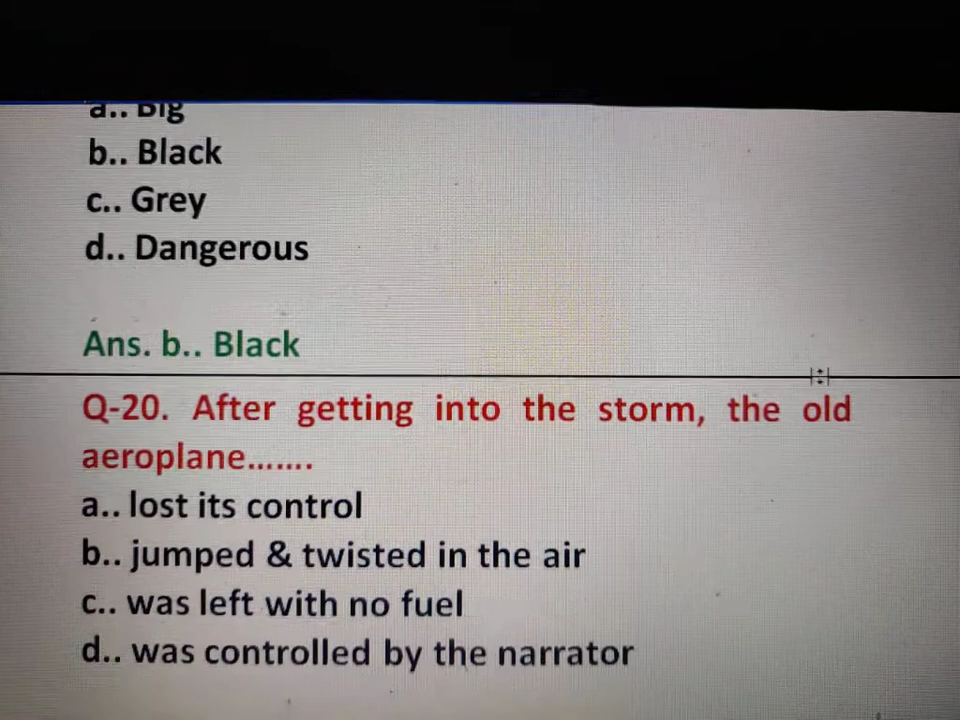 a.. Big
b.. Black
c.. Grey
d.. Dangerous
Ans. b.. Black
Q-20. After getting into the storm, the old
aeroplane.......
a.. lost its control
b.. jumped & twisted in the air
c.. was left with no fuel
d.. was controlled by the narrator